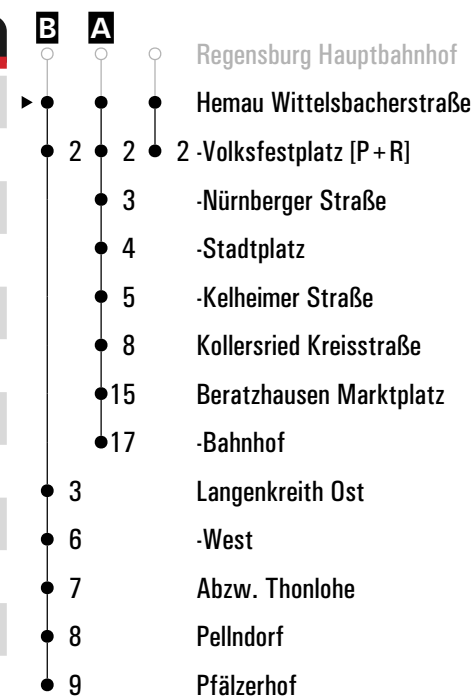 B A
Regensburg Hauptbahnhof
Hemau Wittelsbacherstraße
2 2 2 -Volksfestplatz [P+R]
3 -Nürnberger Straße
4 -Stadtplatz
5 -Kelheimer Straße
8 Kollersried Kreisstraße
15 Beratzhausen Marktplatz
17 -Bahnhof
3 Langenkreith Ost
6 -West
7 Abzw. Thonlohe
8 Pellndorf
9 Pfälzerhof